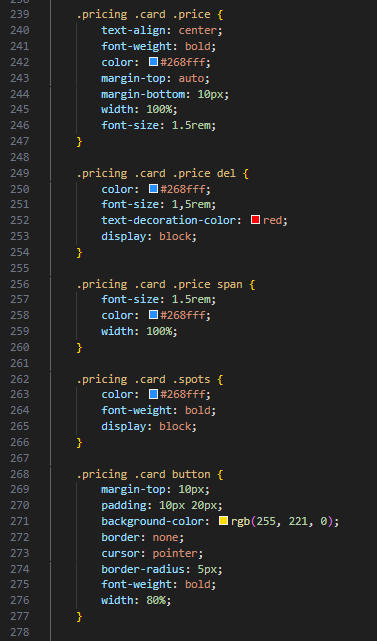 239 .pricing .card .price {
240 text-align: center;
241 font-weight: bold;
242 color: #268fff;
243 margin-top: auto;
244 margin-bottom: 10px;
245 width: 100%;
246 font-size: 1.5rem;
247 }
248
249 .pricing .card .price del {
250 color: #268fff;
251 font-size: 1,5rem;
252 text-decoration-color: red;
253 display: block;
254 }
255
256 .pricing .card .price span {
257 font-size: 1.5rem;
258 color: #268fff;
259 width: 100%;
260 }
261
262 .pricing .card .spots {
263 color: #268fff;
264 font-weight: bold;
265 display: block;
266 }
267
268 .pricing .card button {
269 margin-top: 10px;
270 padding: 10px 20px;
271 background-color: rgb(255, 221, 0);
272 border: none;
273 cursor: pointer;
274 border-radius: 5px;
275 font-weight: bold;
276 width: 80%;
277 }
278